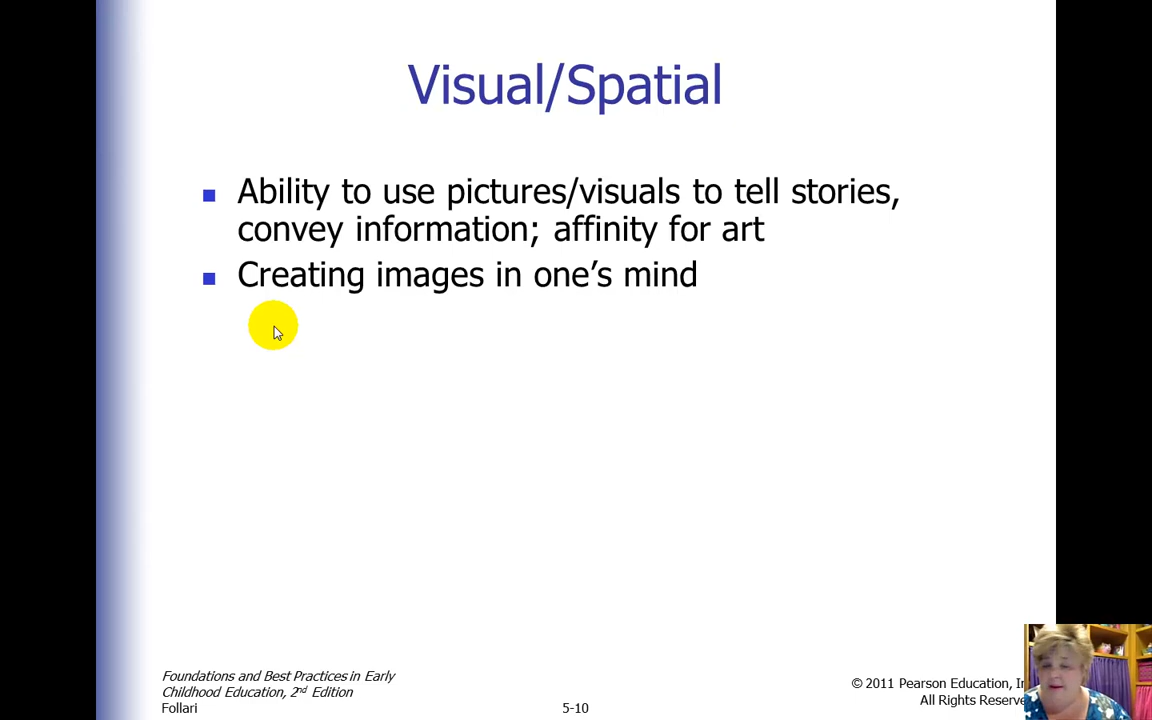 Visual/Spatial
Ability to use pictures/visuals to tell stories,
convey information; affinity for art
Creating images in one’s mind
Foundations and Best Practices in Early
Childhood Education, 2nd Edition
Follari
5-10
© 2011 Pearson Education,
All Rights